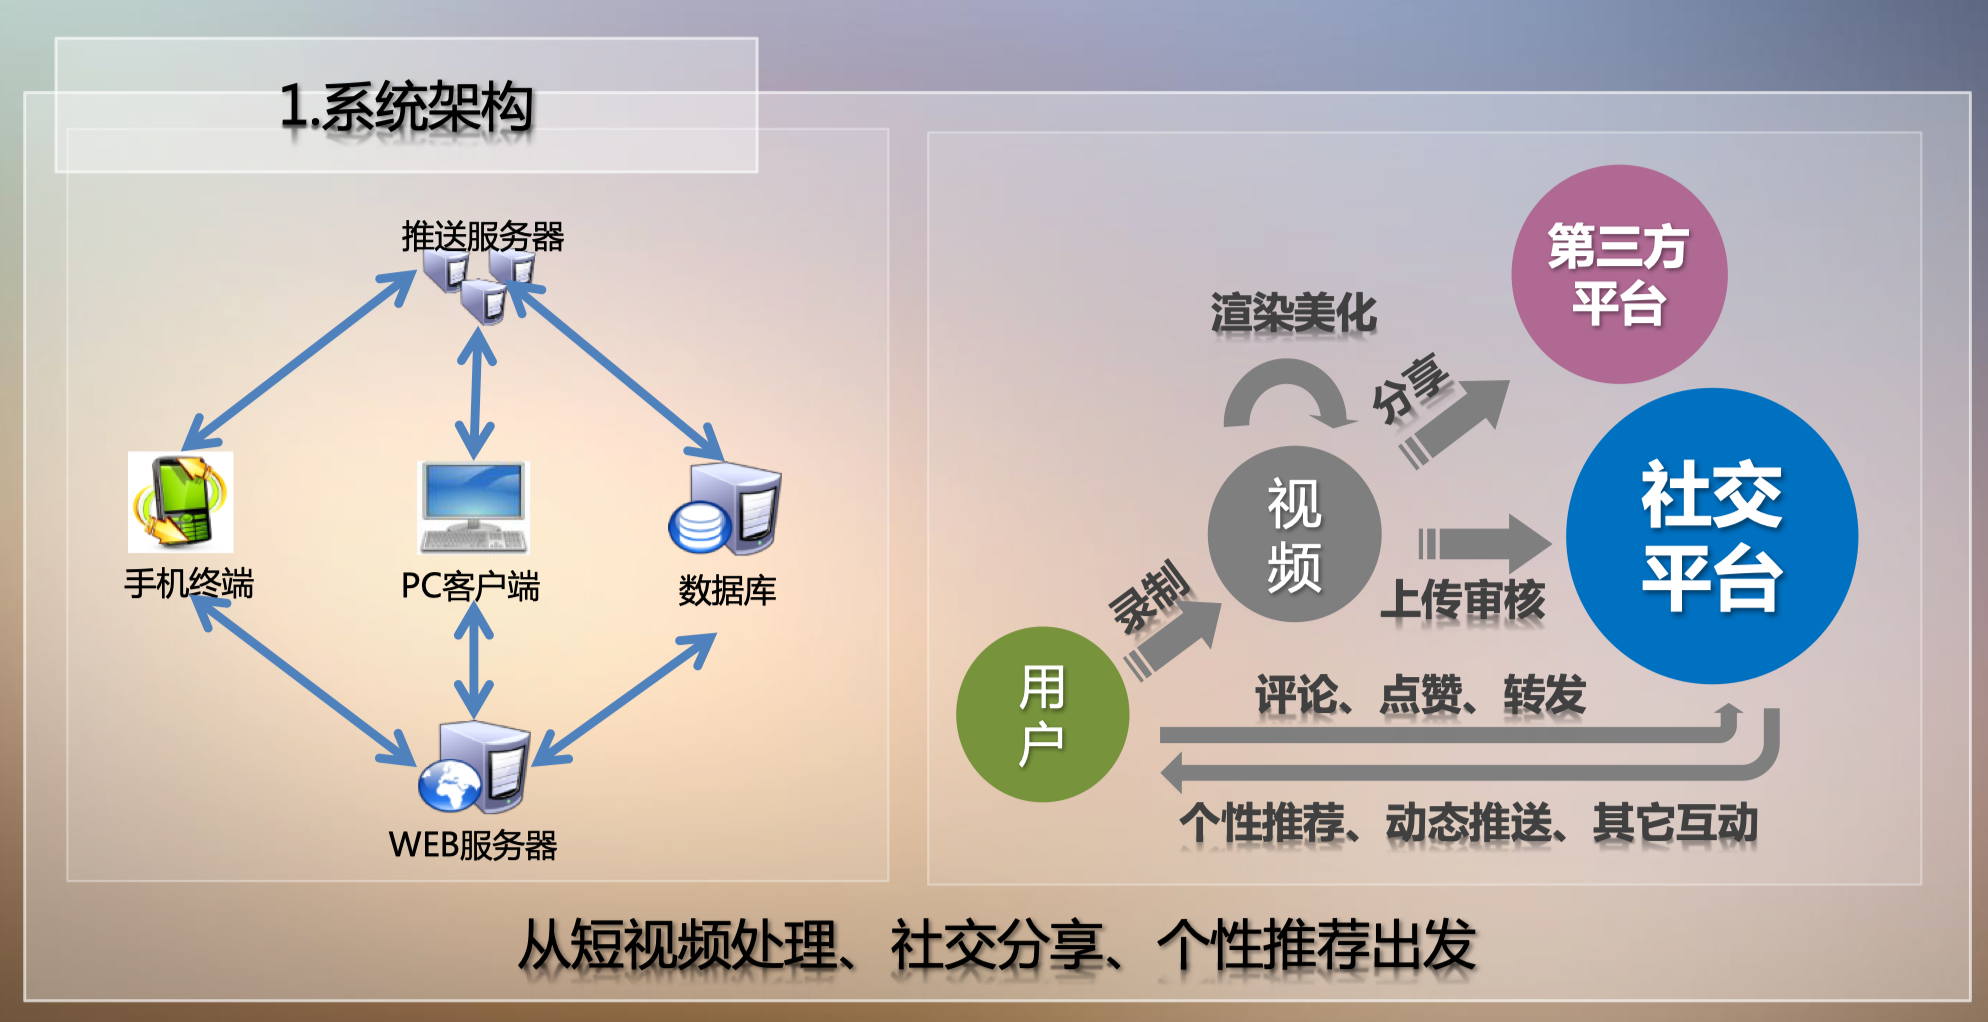 1.系统架构
推送服务器
手机终端
PC客户端
数据库
WEB服务器
第三方
平台
渲染美化
分享
视
频
社交
平台
上传审核
录制
用
户
评论、点赞、转发
个性推荐、动态推送、其它互动
从短视频处理、社交分享、个性推荐出发